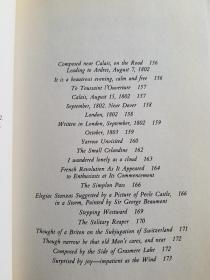 Composed near Calais, on the Road 156
Leading to Ardres, August 7, 1802
It is a beauteous evening, calm and free 156
To Toussaint l'Ouverture 157
Calais, August 15, 1802 157
September, 1802. Near Dover 158
London, 1802 158
Written in London, September, 1802 159
October, 1803 159
Yarrow Unvisited 160
The Small Celandine 162
I wandered lonely as a cloud 163
French Revolution As It Appeared 164
to Enthusiasts at Its Commencement
The Simplon Pass 166
Elegiac Stanzas Suggested by a Picture of Peele Castle, 166
in a Storm, Painted by Sir George Beaumont
Stepping Westward 169
The Solitary Reaper 170
Thought of a Briton on the Subjugation of Switzerland 171
Though narrow be that old Man's cares, and near 172
Composed by the Side of Grasmere Lake 172
Surprised by joy—impatient as the Wind 173